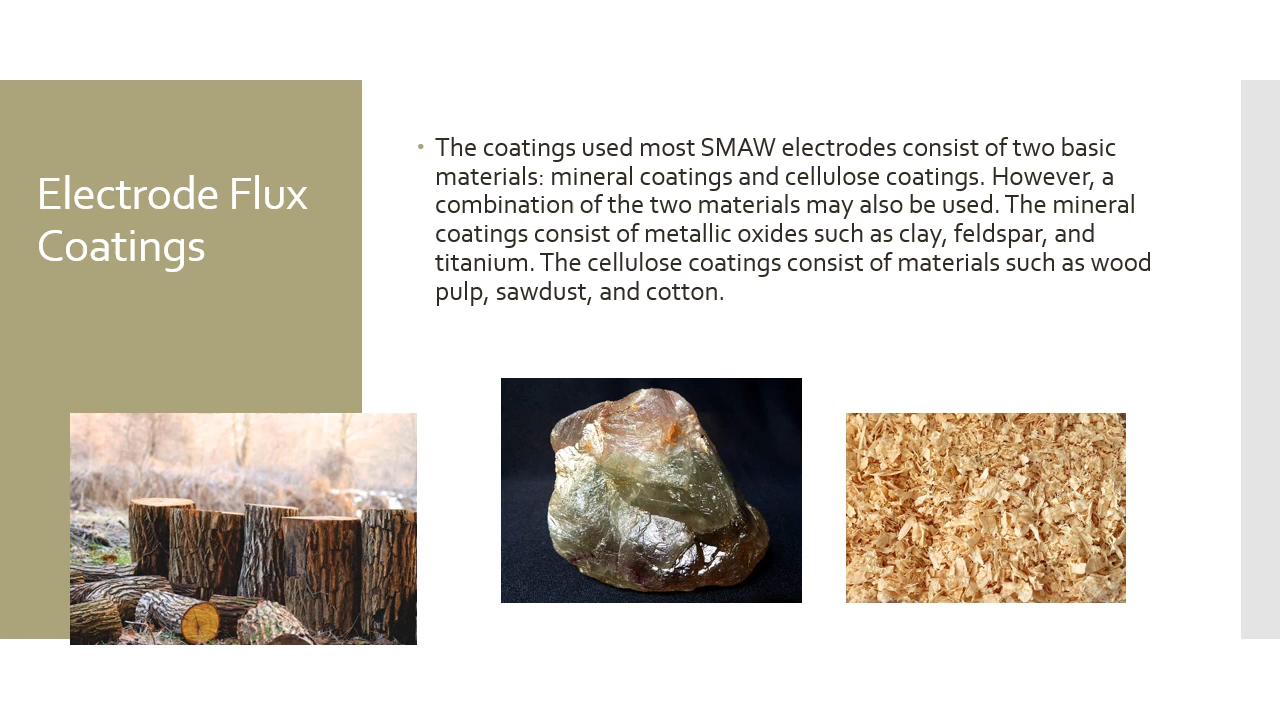 Electrode Flux
Coatings
• The coatings used most SMAW electrodes consist of two basic
materials: mineral coatings and cellulose coatings. However, a
combination of the two materials may also be used. The mineral
coatings consist of metallic oxides such as clay, feldspar, and
titanium. The cellulose coatings consist of materials such as wood
pulp, sawdust, and cotton.